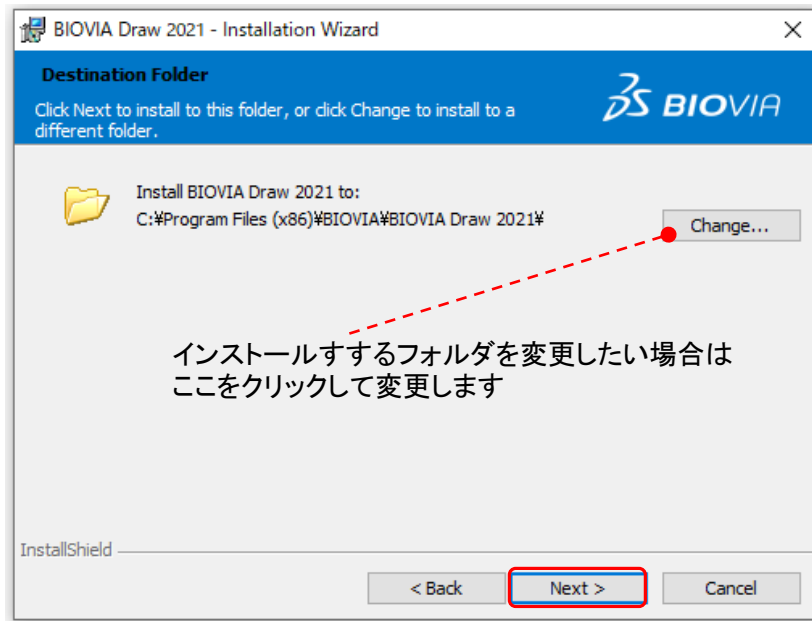 BIOVIA Draw 2021 - Installation Wizard
Destination Folder
Click Next to install to this folder, or click Change to install to a
different folder.
3S BIOVIA
Install BIOVIA Draw 2021 to:
C:¥Program Files (x86)¥BIOVIA¥BIOVIA Draw 2021¥
Change...
インストールすするフォルダを変更したい場合は
ここをクリックして変更します
InstallShield
< Back Next > Cancel